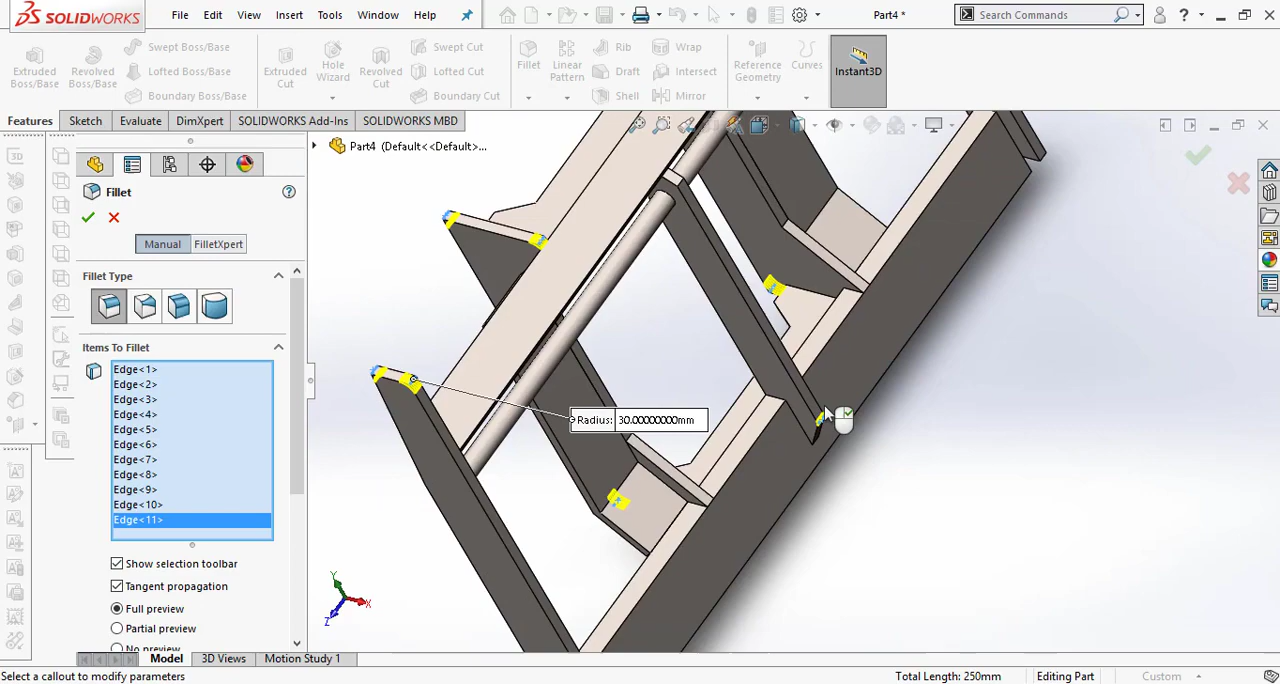 SOLIDWORKS
File Edit View Insert Tools Window Help
Part4 *
Search Commands
Extruded Boss/Base
Revolved Boss/Base
Swept Boss/Base
Lofted Boss/Base
Boundary Boss/Base
Extruded Cut
Hole Wizard
Revolved Cut
Swept Cut
Lofted Cut
Boundary Cut
Fillet
Linear Pattern
Rib
Draft
Shell
Wrap
Intersect
Mirror
Reference Geometry
Curves
Instant3D
Features Sketch Evaluate DimXpert SOLIDWORKS Add-Ins SOLIDWORKS MBD
Part4 (Default<<Default>...
Fillet
Manual FilletXpert
Fillet Type
Items To Fillet
Edge<1>
Edge<2>
Edge<3>
Edge<4>
Edge<5>
Edge<6>
Edge<7>
Edge<8>
Edge<9>
Edge<10>
Edge<11>
Show selection toolbar
Tangent propagation
Full preview
Partial preview
No preview
Radius: 30.00000000mm
Y
X
Z
Model 3D Views Motion Study 1
Select a callout to modify parameters
Total Length: 250mm Editing Part Custom